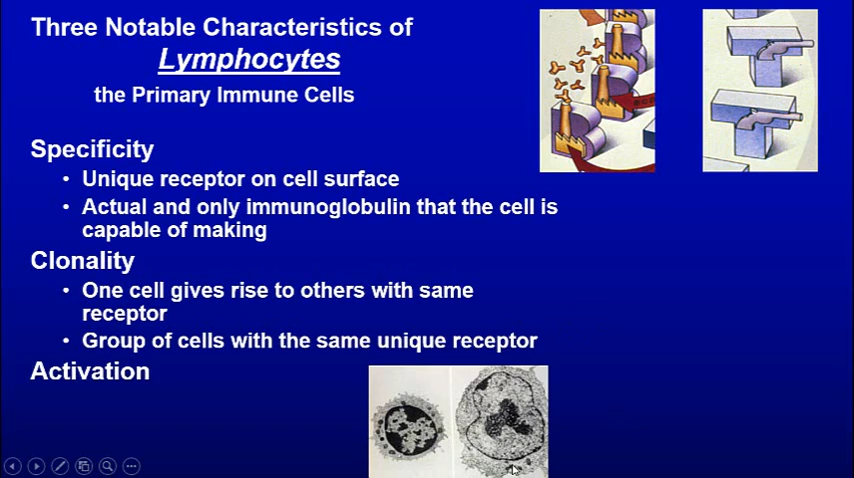 Three Notable Characteristics of
Lymphocytes
the Primary Immune Cells
Specificity
• Unique receptor on cell surface
• Actual and only immunoglobulin that the cell is
capable of making
Clonality
• One cell gives rise to others with same
receptor
• Group of cells with the same unique receptor
Activation